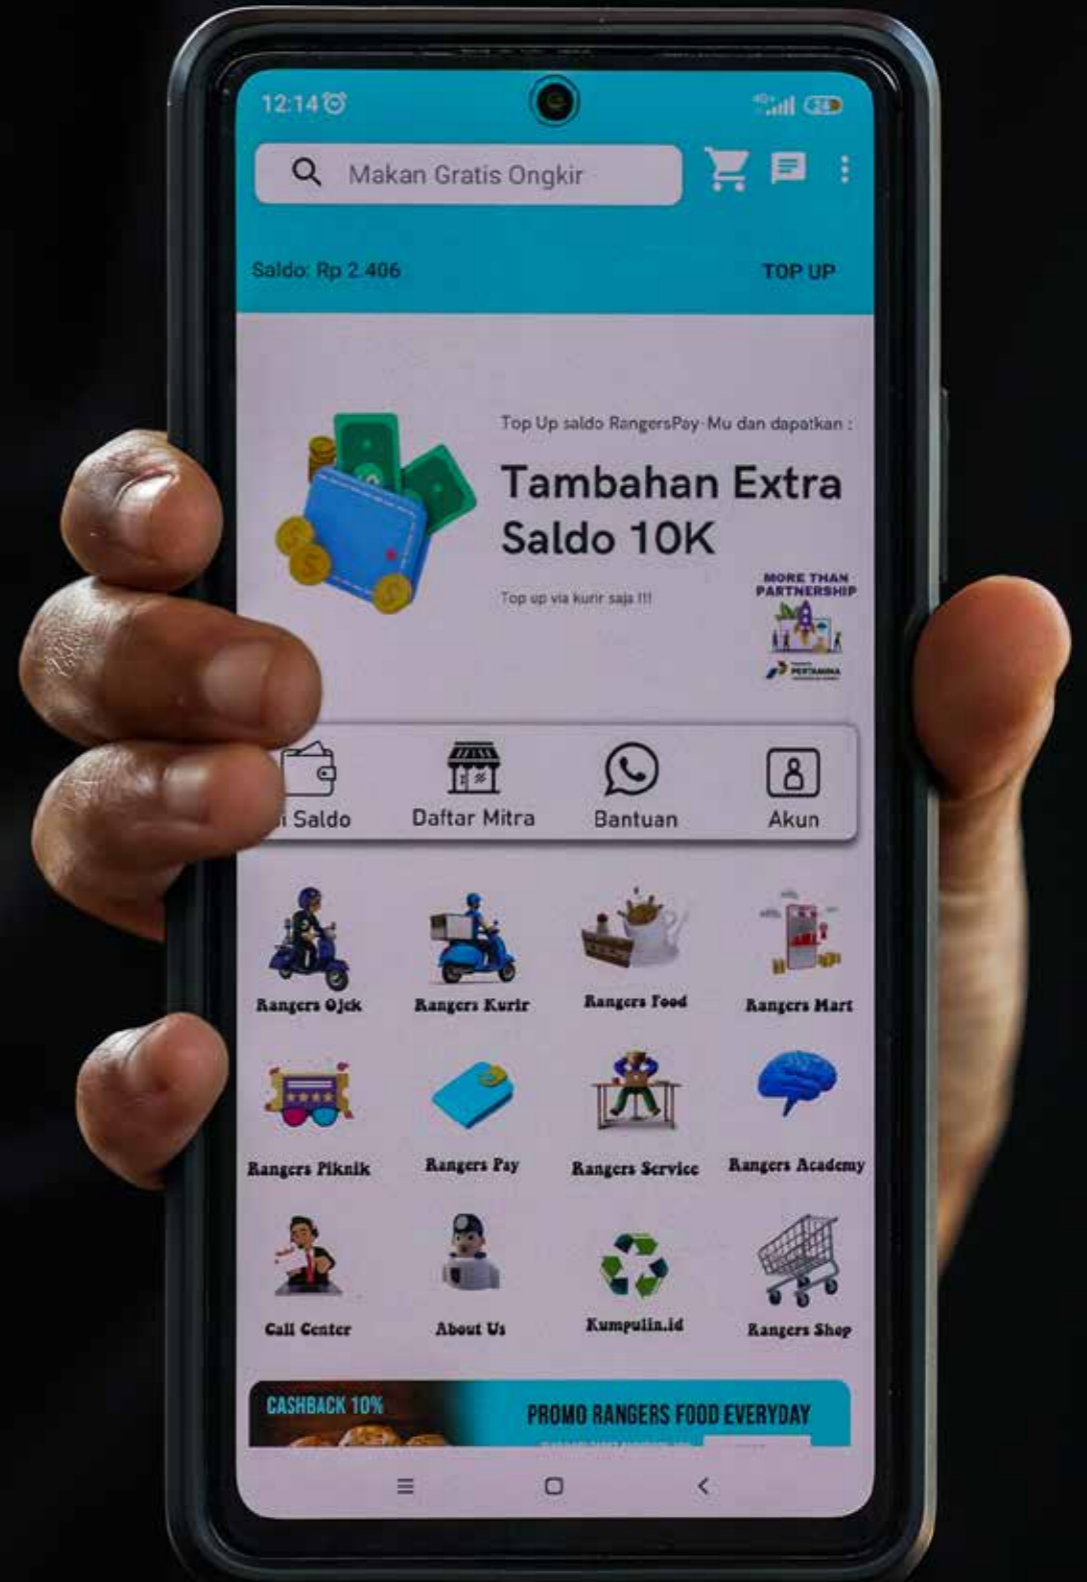 12:14
4G+
Makan Gratis Ongkir
Saldo: Rp 2.406
TOP UP
Top Up saldo RangersPay-Mu dan dapatkan :
Tambahan Extra
Saldo 10K
Top up via kurir saja !!!
MORE THAN
PARTNERSHIP
PERTAMINA
Saldo
Daftar Mitra
Bantuan
Akun
Rangers Ojek
Rangers Kurir
Rangers Food
Rangers Mart
Rangers Piknik
Rangers Pay
Rangers Service
Rangers Academy
Call Center
About Us
Kumpulin.id
Rangers Shop
CASHBACK 10%
PROMO RANGERS FOOD EVERYDAY